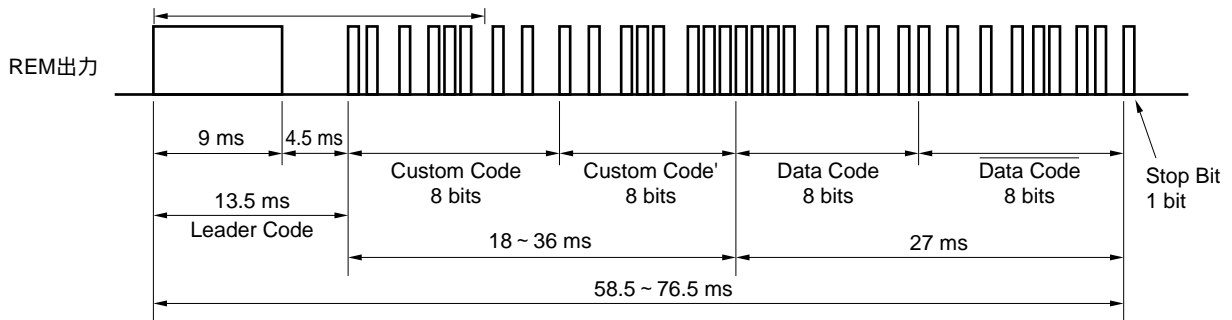 REM出力
9 ms
4.5 ms
Custom Code
8 bits
Custom Code'
8 bits
Data Code
8 bits
Data Code
8 bits
Stop Bit
1 bit
13.5 ms
Leader Code
18 ~ 36 ms
27 ms
58.5 ~ 76.5 ms